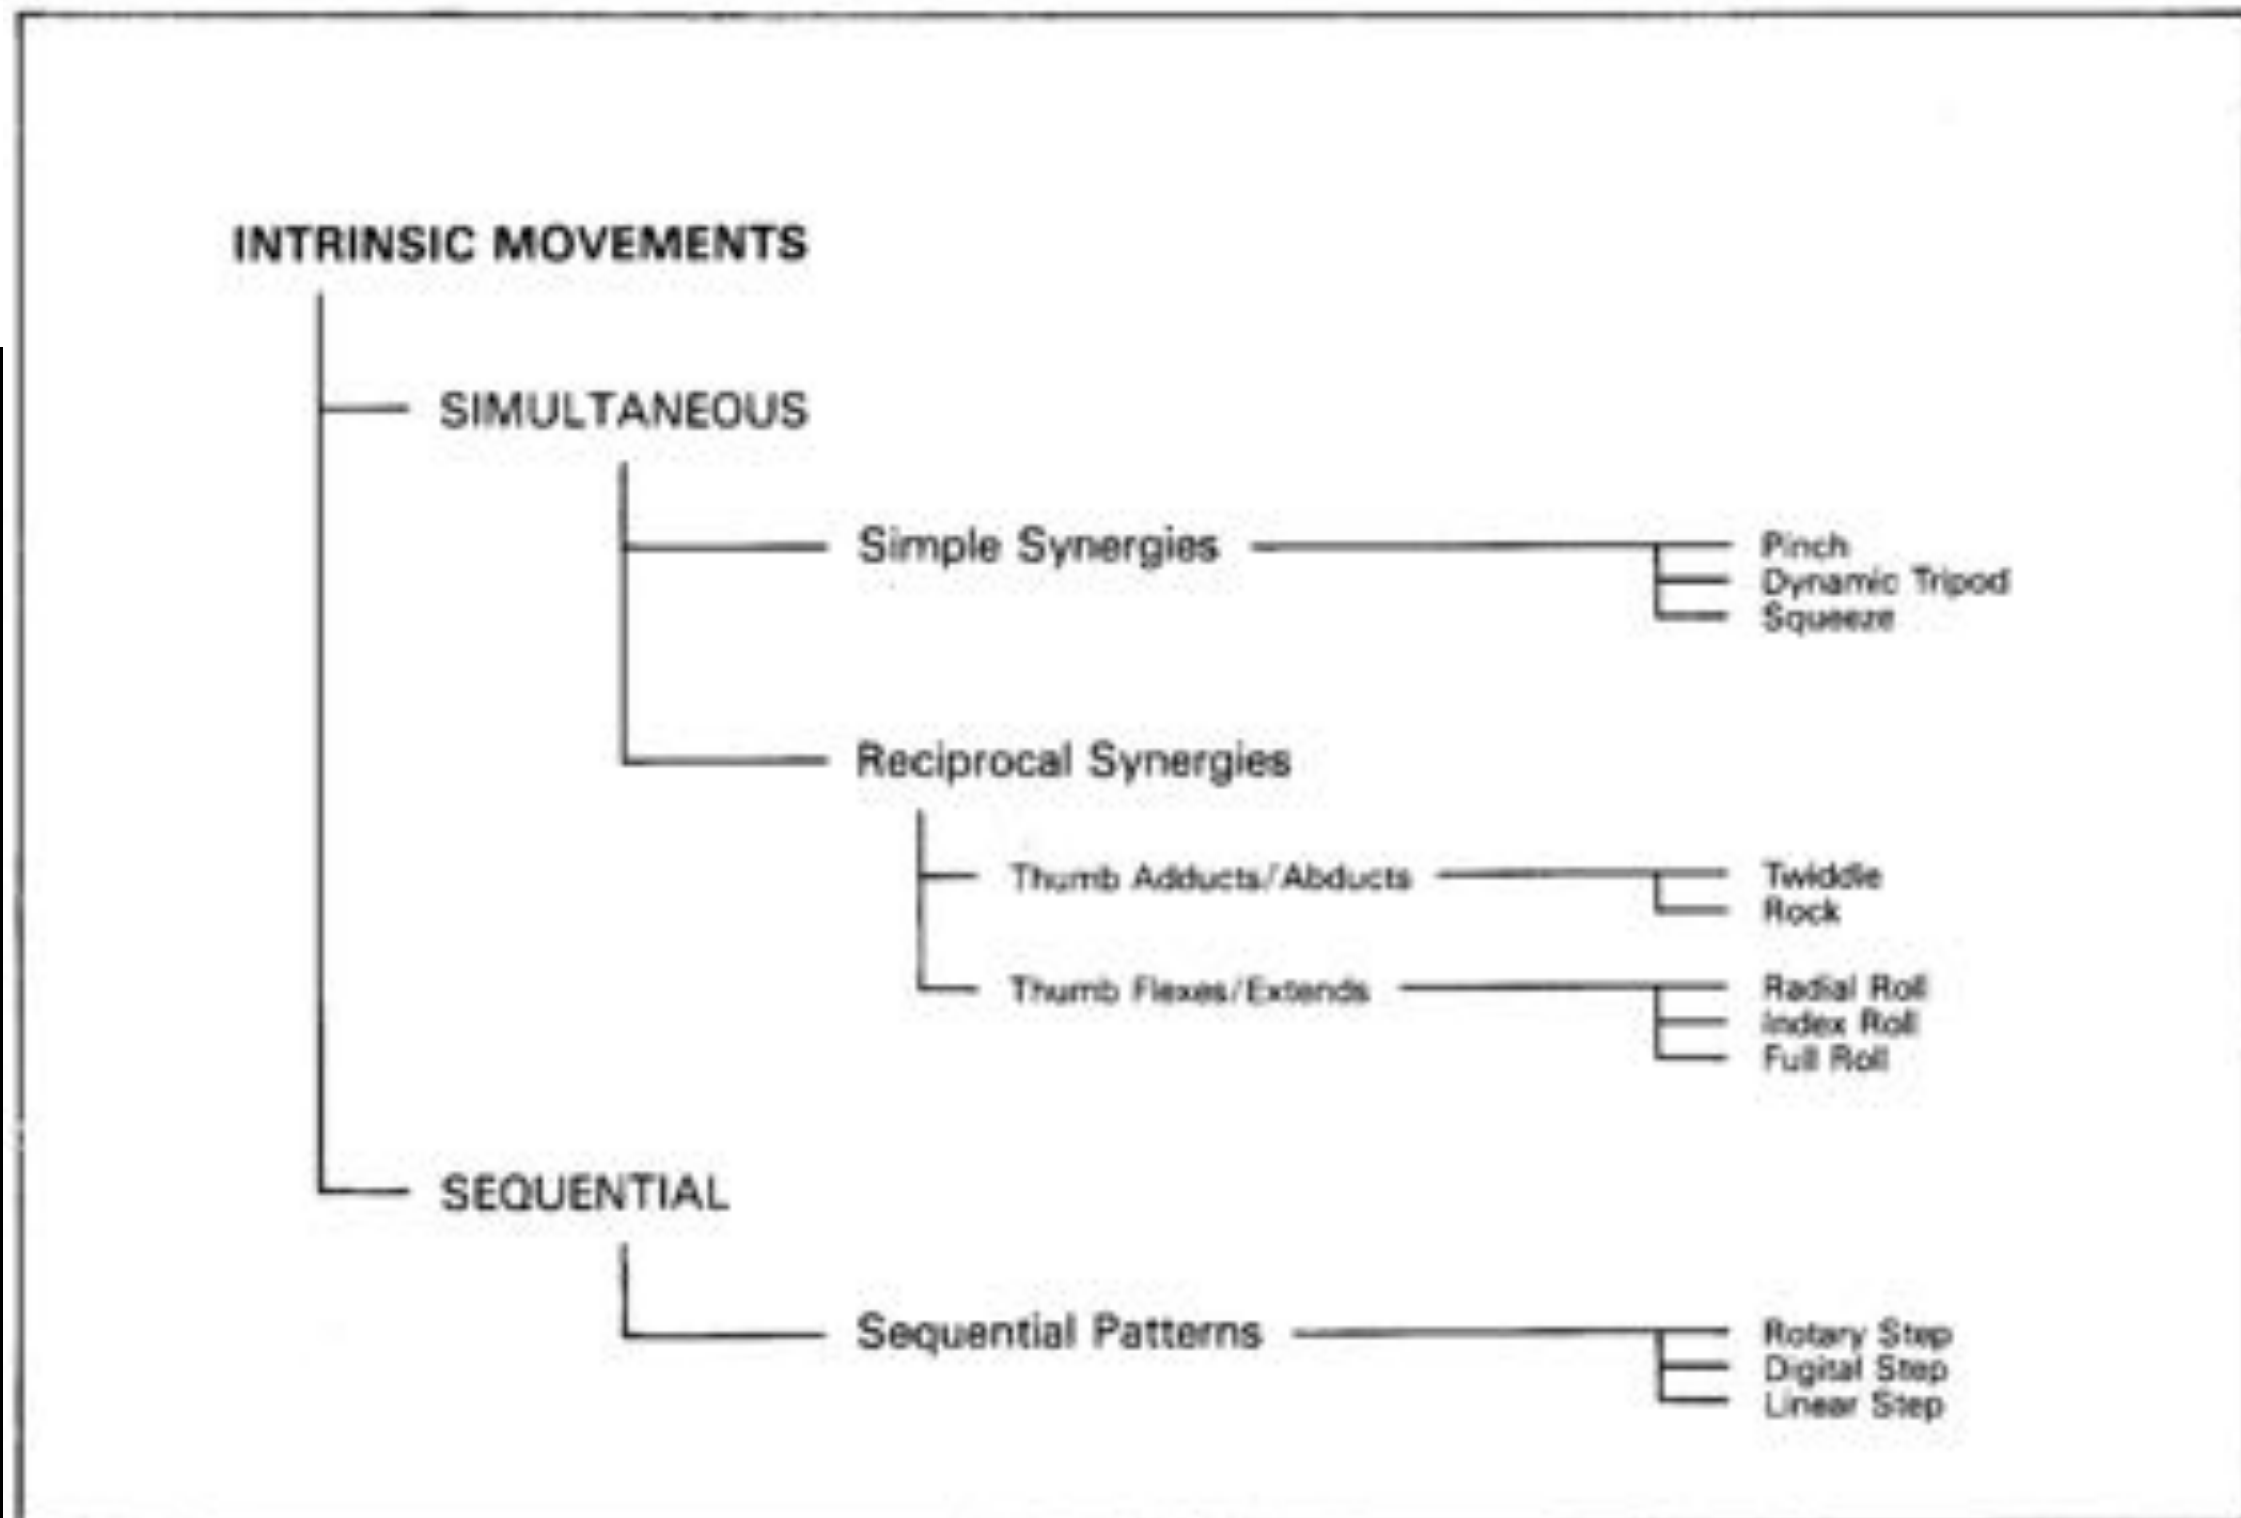 INTRINSIC MOVEMENTS
SIMULTANEOUS
Simple Synergies
Pinch
Dynamic Tripod
Squeeze
Reciprocal Synergies
Thumb Adducts/Abducts
Twiddle
Rock
Thumb Flexes/Extends
Radial Roll
Index Roll
Full Roll
SEQUENTIAL
Sequential Patterns
Rotary Step
Digital Step
Linear Step